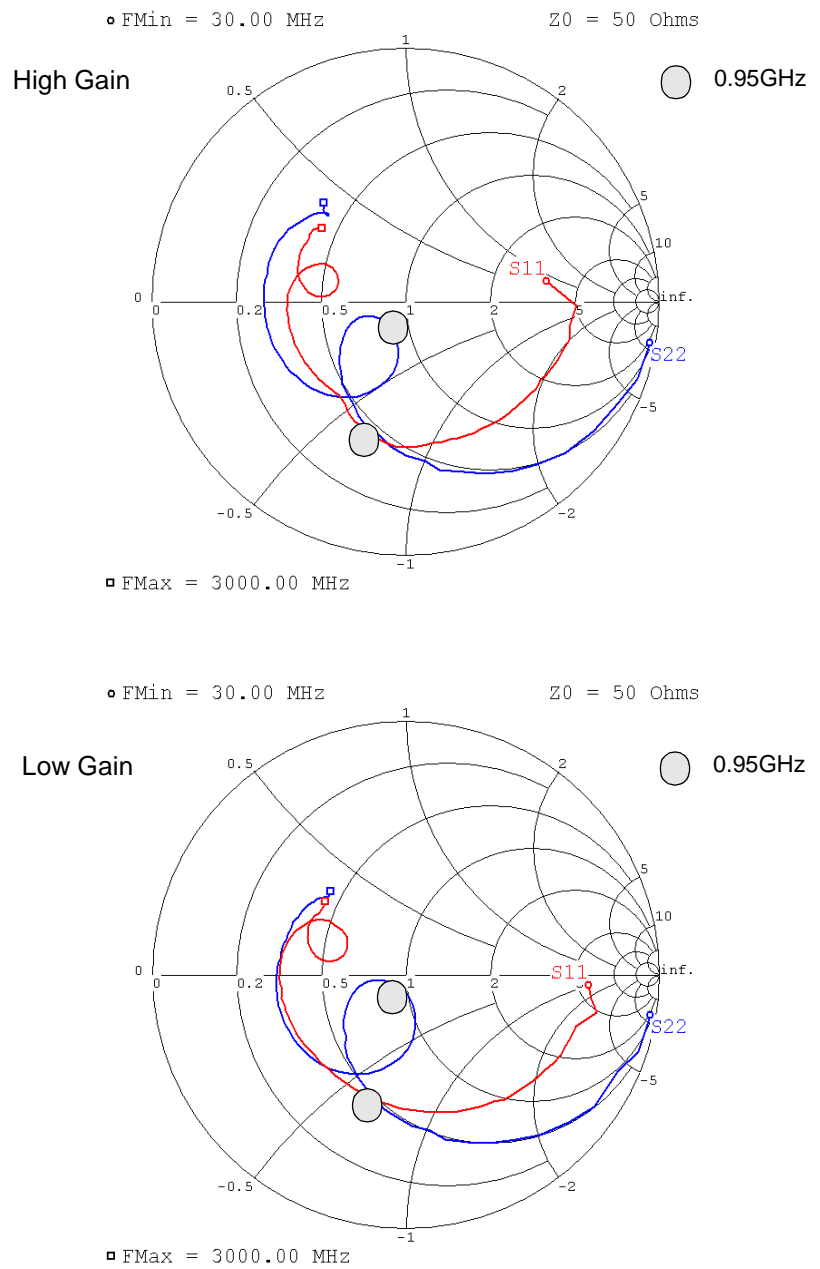 FMin = 30.00 MHz
Z0 = 50 Ohms
High Gain
0.95GHz
1
0.5
2
5
10
S11
0
0
0.2
0.5
1
2
5
inf.
S22
-5
-0.5
-2
-1
FMax = 3000.00 MHz
FMin = 30.00 MHz
Z0 = 50 Ohms
Low Gain
0.95GHz
1
0.5
2
5
10
S11
0
0
0.2
0.5
1
2
inf.
S22
-5
-0.5
-2
-1
FMax = 3000.00 MHz